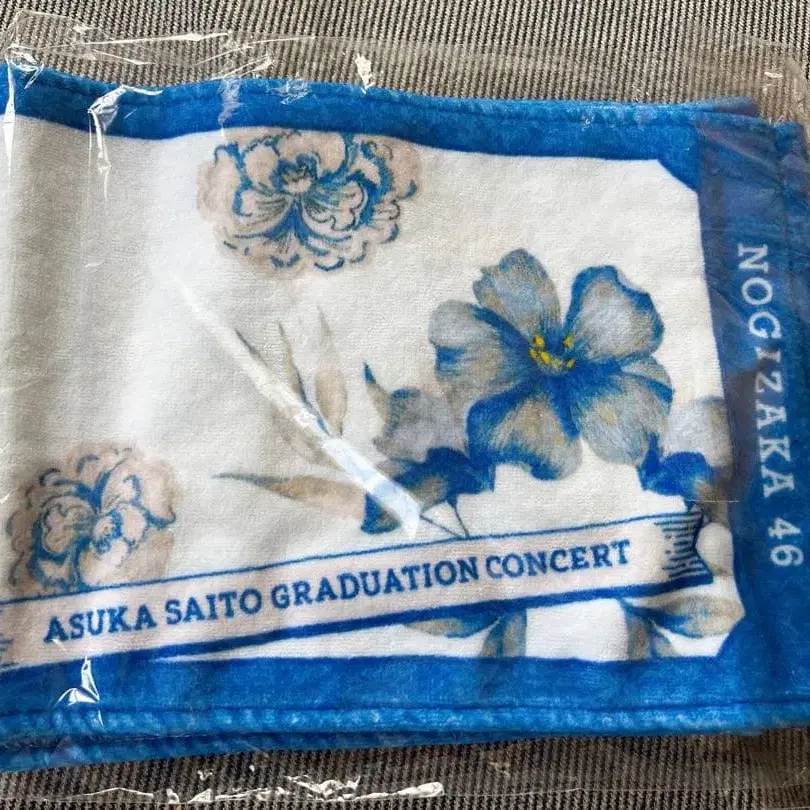 NOGIZAKA 46
ASUKA SAITO GRADUATION CONCERT